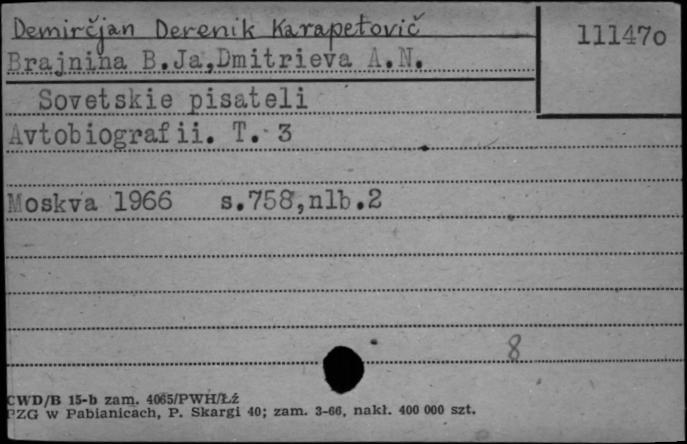 Demirčjan Derenik Karapetovič
111470
Brajnina B.Ja,Dmitrieva A.N.
Sovetskie pisateli
Avtobiografii. T. 3
Moskva 1966 s.758,nlb.2
8
CWD/B 15-b zam. 4065/PWH/Łź
PZG w Pabianicach, P. Skargi 40; zam. 3-66, nakł. 400 000 szt.